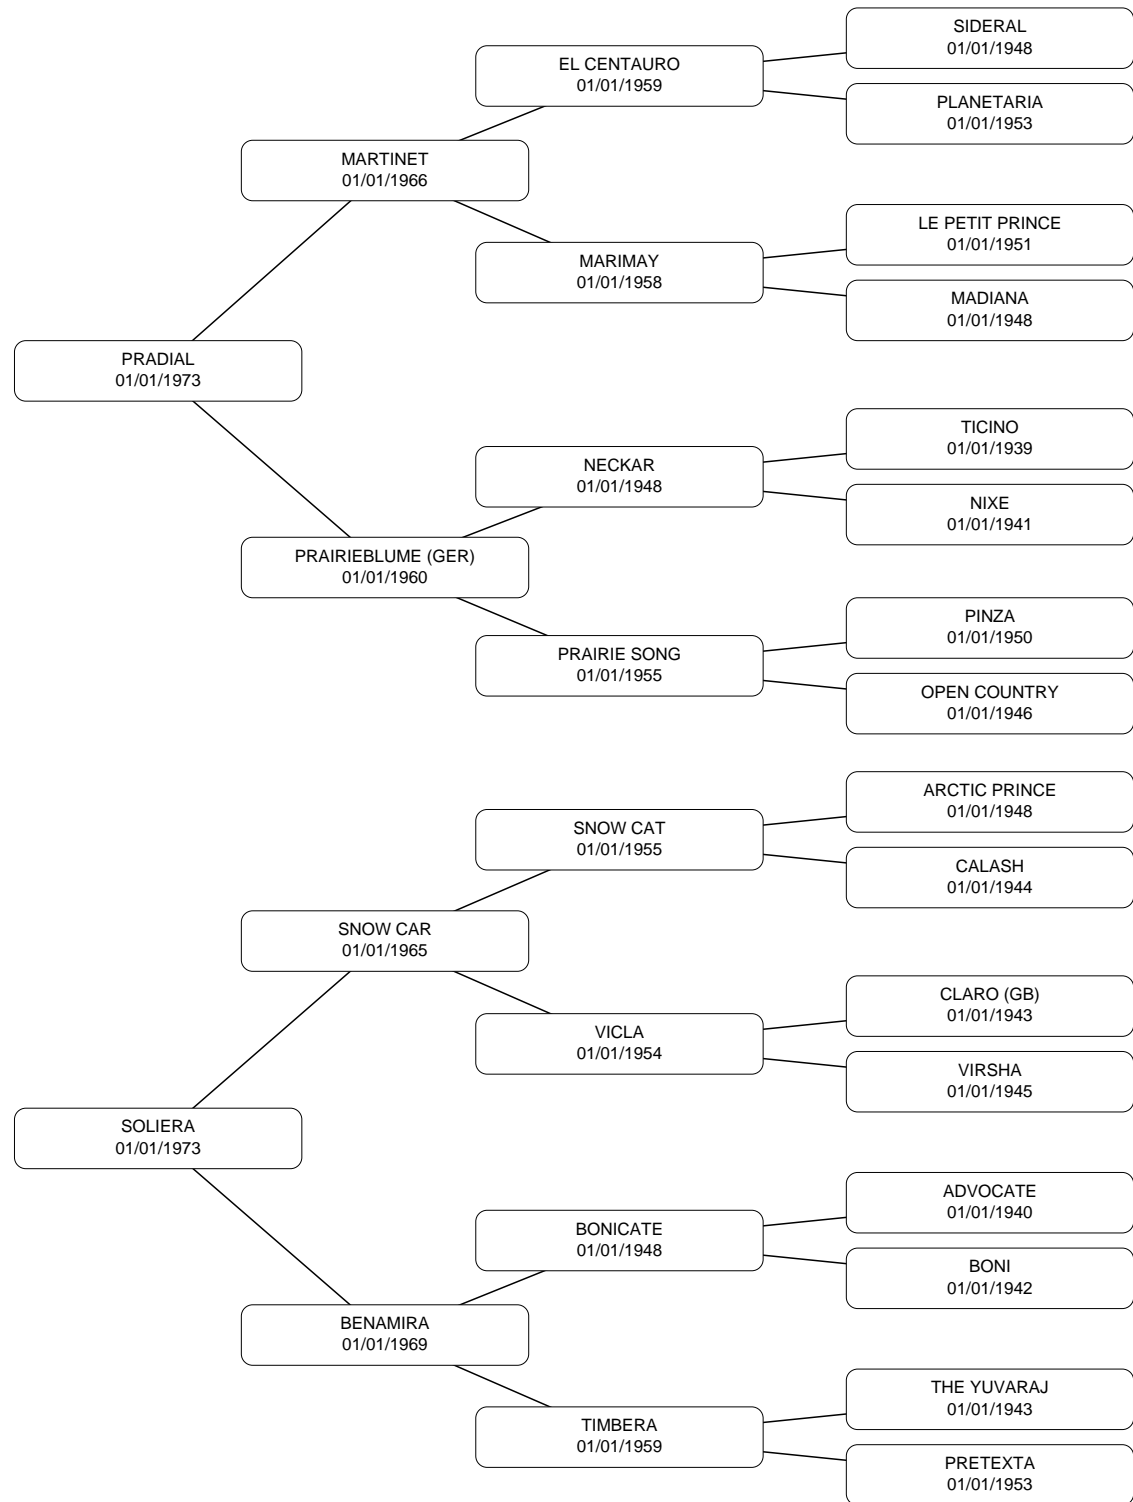 SIDERAL
01/01/1948
EL CENTAURO
01/01/1959
PLANETARIA
01/01/1953
MARTINET
01/01/1966
LE PETIT PRINCE
01/01/1951
MARIMAY
01/01/1958
MADIANA
01/01/1948
PRADIAL
01/01/1973
TICINO
01/01/1939
NECKAR
01/01/1948
NIXE
01/01/1941
PRAIRIEBLUME (GER)
01/01/1960
PINZA
01/01/1950
PRAIRIE SONG
01/01/1955
OPEN COUNTRY
01/01/1946
ARCTIC PRINCE
01/01/1948
SNOW CAT
01/01/1955
CALASH
01/01/1944
SNOW CAR
01/01/1965
CLARO (GB)
01/01/1943
VICLA
01/01/1954
VIRSHA
01/01/1945
SOLIERA
01/01/1973
ADVOCATE
01/01/1940
BONICATE
01/01/1948
BONI
01/01/1942
BENAMIRA
01/01/1969
THE YUVARAJ
01/01/1943
TIMBERA
01/01/1959
PRETEXTA
01/01/1953